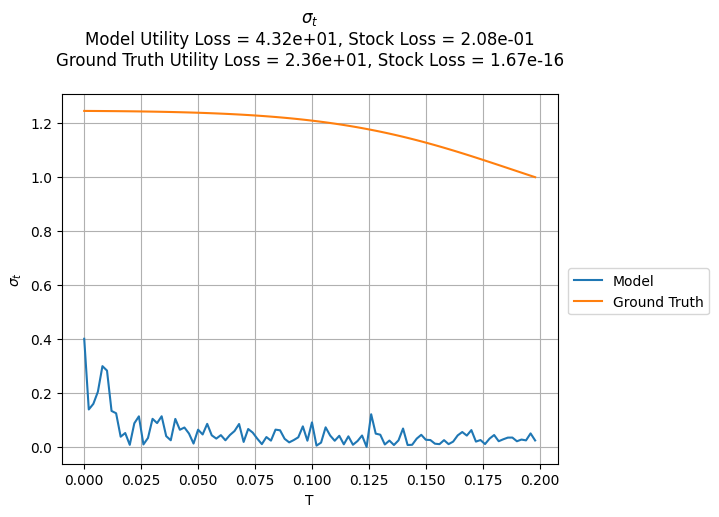 σt
Model Utility Loss = 4.32e+01, Stock Loss = 2.08e-01
Ground Truth Utility Loss = 2.36e+01, Stock Loss = 1.67e-16
1.2
1.0
0.8
0.6
0.4
0.2
0.0
σt
Model
Ground Truth
0.000 0.025 0.050 0.075 0.100 0.125 0.150 0.175 0.200
T